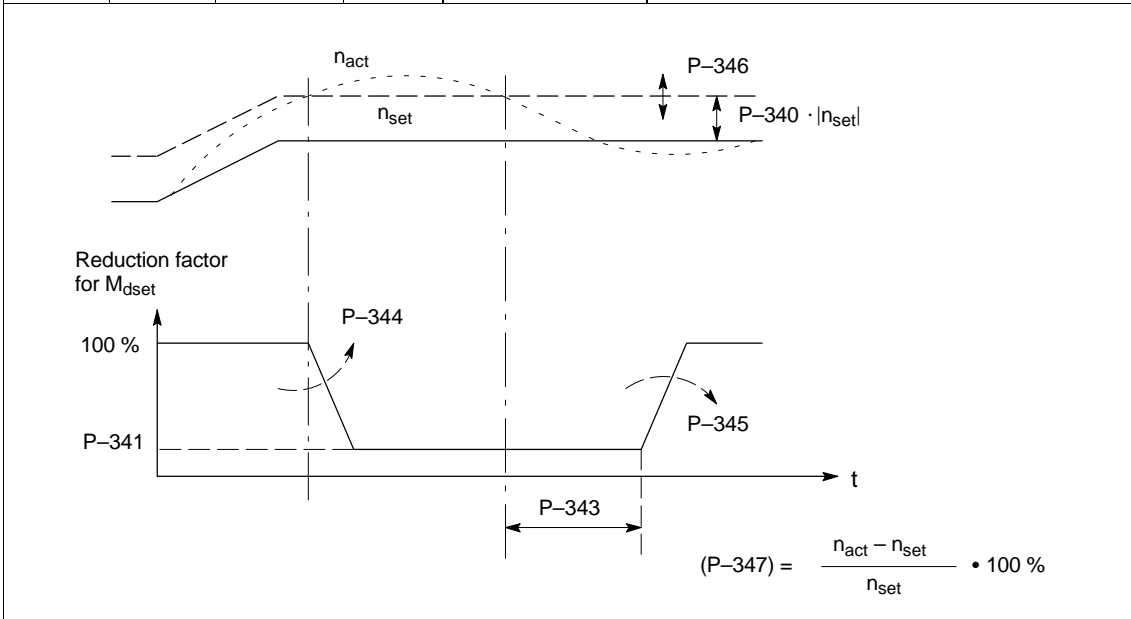 n_act
P–346
n_set
P–340 · |n_set|
Reduction factor
for M_dset
P–344
100 %
P–345
P–341
t
P–343
(P–347) = n_act – n_set / n_set • 100 %